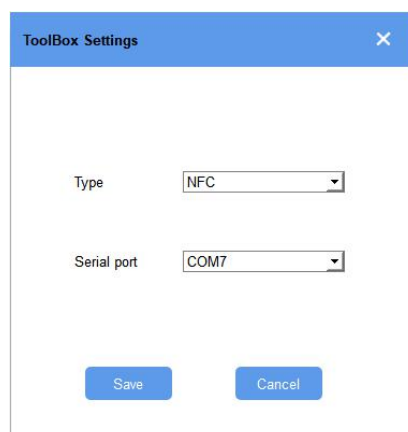 ToolBox Settings
Type NFC
Serial port COM7
Save Cancel